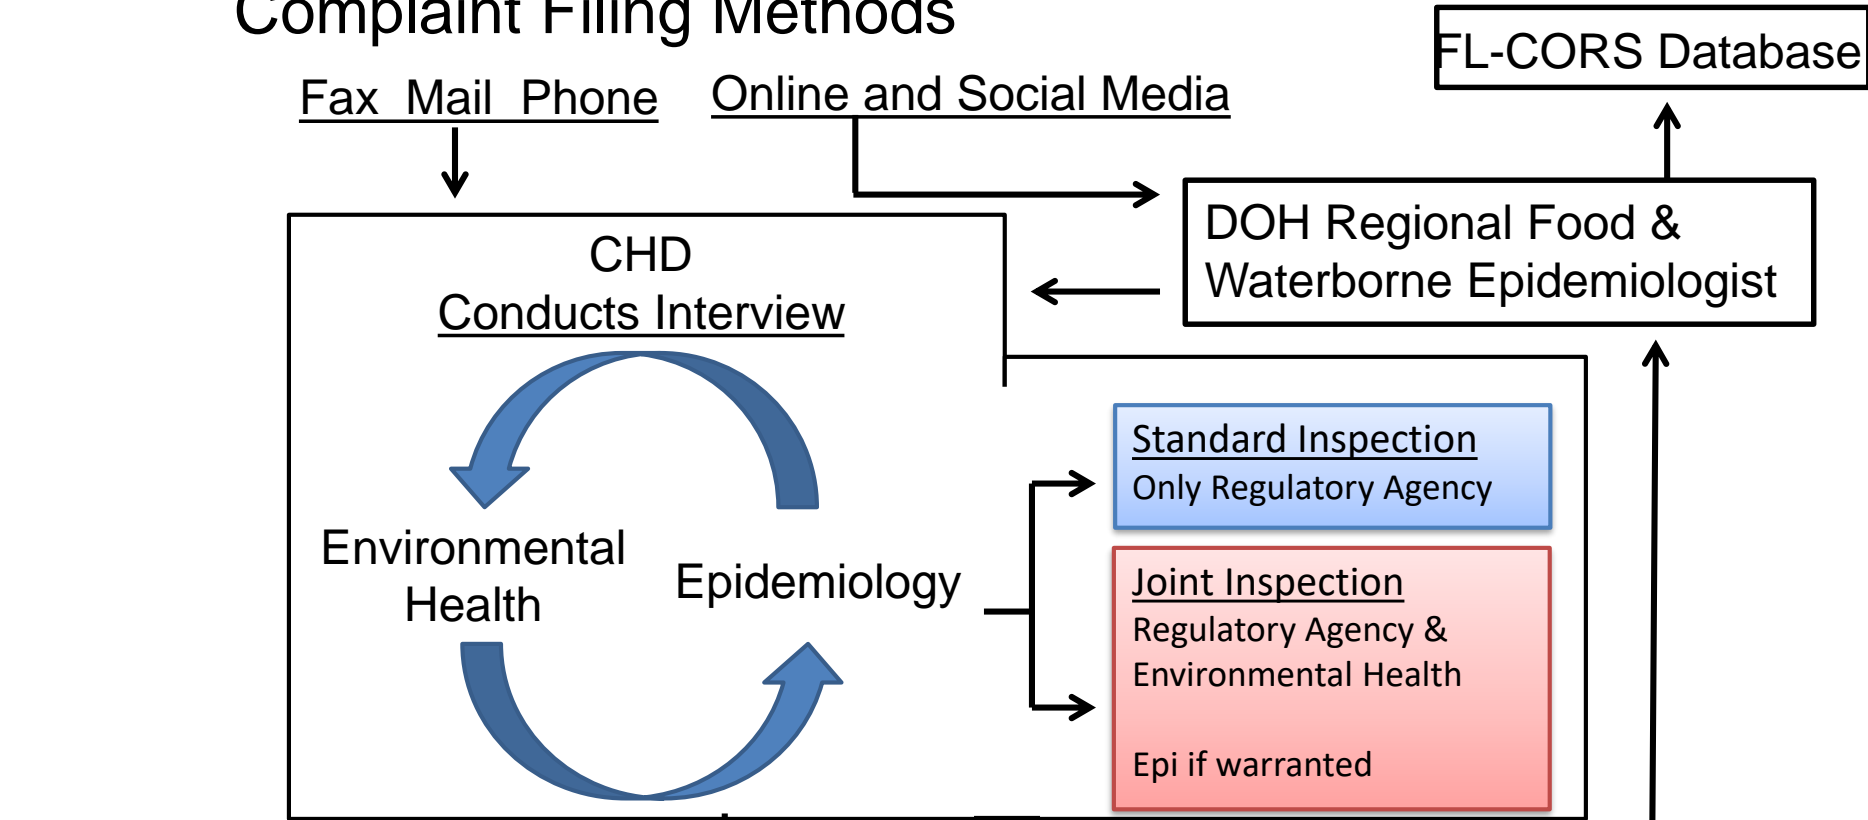 Complaint Filing Methods
FL-CORS Database
Fax  Mail  Phone
Online and Social Media
DOH Regional Food &
Waterborne Epidemiologist
CHD
Conducts Interview
Environmental
Health
Epidemiology
Standard Inspection
Only Regulatory Agency
Joint Inspection
Regulatory Agency &
Environmental Health
Epi if warranted